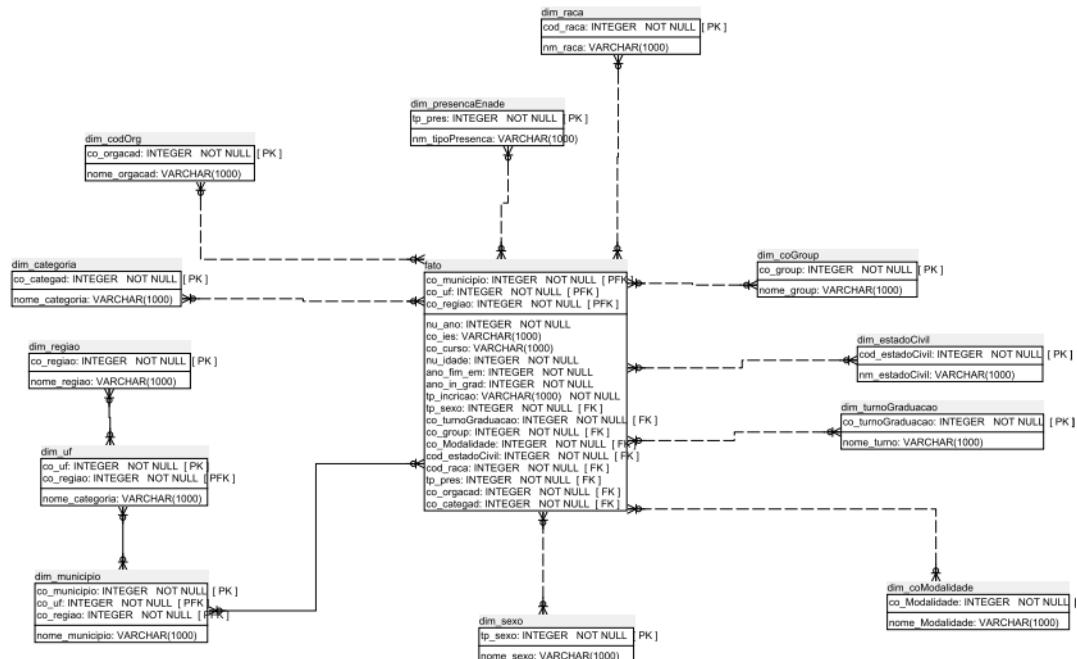 dim_raca
cod_raca: INTEGER NOT NULL [ PK ]
nm_raca: VARCHAR(1000)
dim_presencaEnade
tp_pres: INTEGER NOT NULL [ PK ]
nm_tipoPresenca: VARCHAR(1000)
dim_codOrg
co_orgacad: INTEGER NOT NULL [ PK ]
nome_orgacad: VARCHAR(1000)
dim_categoria
co_categad: INTEGER NOT NULL [ PK ]
nome_categoria: VARCHAR(1000)
fato
co_municipio: INTEGER NOT NULL [ PFK ]
co_uf: INTEGER NOT NULL [ PFK ]
co_regiao: INTEGER NOT NULL [ PFK ]
nu_ano: INTEGER NOT NULL
co_ies: VARCHAR(1000)
co_curso: VARCHAR(1000)
nu_idade: INTEGER NOT NULL
ano_fim_em: INTEGER NOT NULL
ano_in_grad: INTEGER NOT NULL
tp_incricao: VARCHAR(1000) NOT NULL
tp_sexo: INTEGER NOT NULL [ FK ]
co_turnoGraduacao: INTEGER NOT NULL [ FK ]
co_group: INTEGER NOT NULL [ FK ]
co_Modalidade: INTEGER NOT NULL [ FK ]
cod_estadoCivil: INTEGER NOT NULL [ FK ]
cod_raca: INTEGER NOT NULL [ FK ]
tp_pres: INTEGER NOT NULL [ FK ]
co_orgacad: INTEGER NOT NULL [ FK ]
co_categad: INTEGER NOT NULL [ FK ]
dim_coGroup
co_group: INTEGER NOT NULL [ PK ]
nome_group: VARCHAR(1000)
dim_estadoCivil
cod_estadoCivil: INTEGER NOT NULL [ PK ]
nm_estadoCivil: VARCHAR(1000)
dim_regiao
co_regiao: INTEGER NOT NULL [ PK ]
nome_regiao: VARCHAR(1000)
dim_turnoGraduacao
co_turnoGraduacao: INTEGER NOT NULL [ PK ]
nome_turno: VARCHAR(1000)
dim_uf
co_uf: INTEGER NOT NULL [ PK ]
co_regiao: INTEGER NOT NULL [ PFK ]
nome_categoria: VARCHAR(1000)
dim_municipio
co_municipio: INTEGER NOT NULL [ PK ]
co_uf: INTEGER NOT NULL [ PFK ]
co_regiao: INTEGER NOT NULL [ PFK ]
nome_municipio: VARCHAR(1000)
dim_coModalidade
co_Modalidade: INTEGER NOT NULL [
nome_Modalidade: VARCHAR(1000)
dim_sexo
tp_sexo: INTEGER NOT NULL [ PK ]
nome_sexo: VARCHAR(1000)